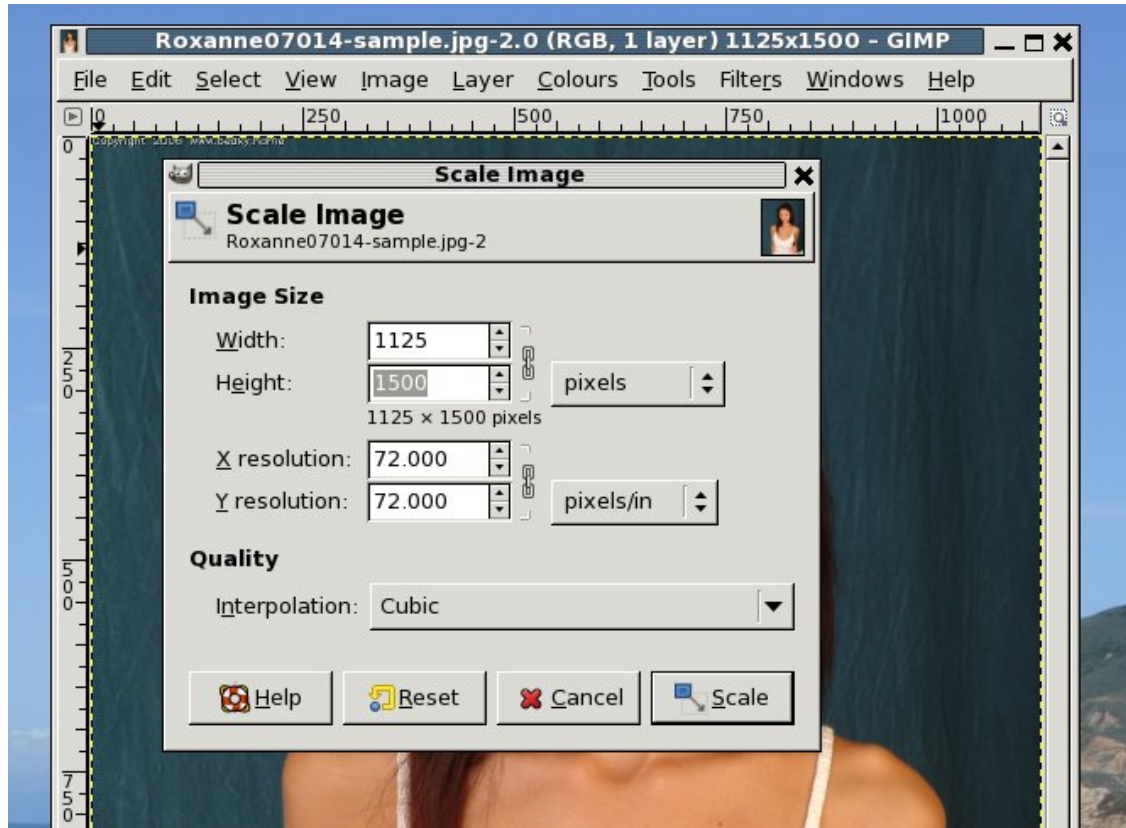 Roxanne07014-sample.jpg-2.0 (RGB, 1 layer) 1125x1500 – GIMP
File Edit Select View Image Layer Colours Tools Filters Windows Help
0 250 500 750 1000
0
Copyright 2006
Scale Image
Scale Image
Roxanne07014-sample.jpg-2
Image Size
Width: 1125
250
Height: 1500 pixels
1125 × 1500 pixels
X resolution: 72.000
Y resolution: 72.000 pixels/in
Quality
500
Interpolation: Cubic
Help Reset Cancel Scale
750